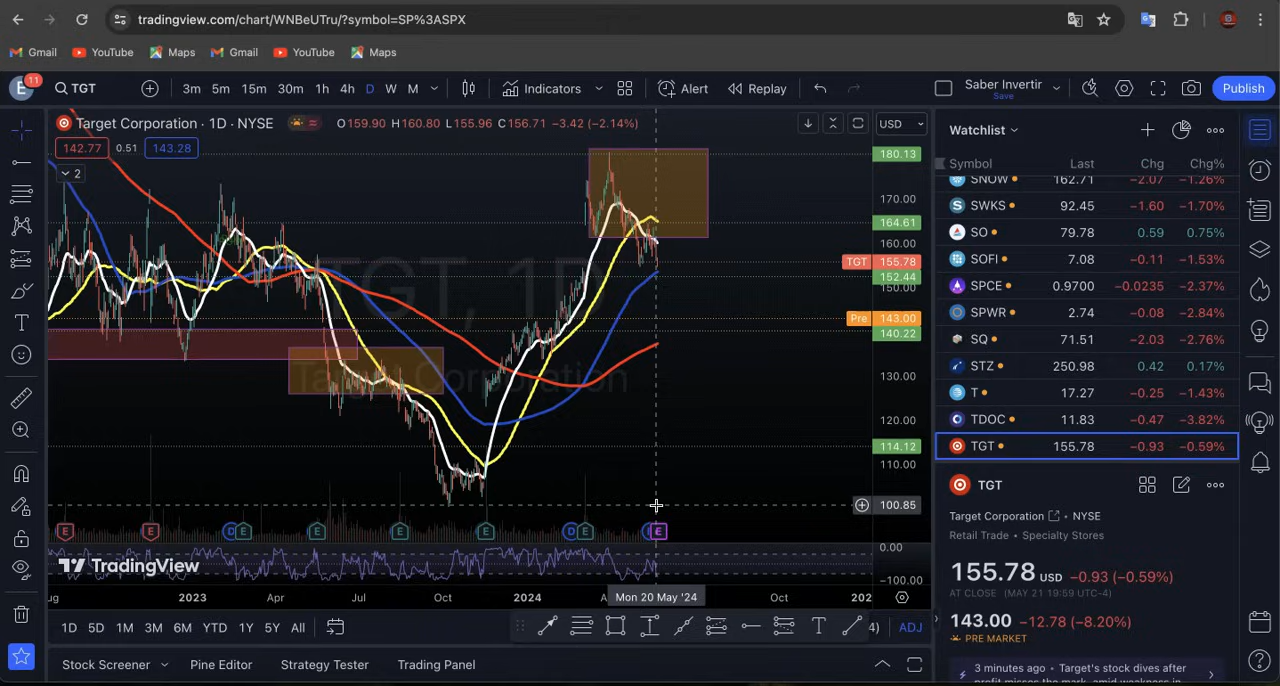 tradingview.com/chart/WNBeUTru/?symbol=SP%3ASPX
Gmail YouTube Maps Gmail YouTube Maps
E 11 TGT 3m 5m 15m 30m 1h 4h D W M Indicators Alert Replay Saber Invertir Save Publish
Target Corporation · 1D · NYSE O159.90 H160.80 L155.96 C156.71 −3.42 (−2.14%) USD
142.77 0.51 143.28
2
TGT, 1D
Target Corporation
180.13
170.00
164.61
160.00
TGT 155.78
152.44
150.00
Pre 143.00
140.22
130.00
120.00
114.12
110.00
100.85
E E D E E E E D E E
0.00
−100.00
TradingView
2023 Apr Jul Oct 2024 Mon 20 May '24 Oct
1D 5D 1M 3M 6M YTD 1Y 5Y All ADJ
Stock Screener Pine Editor Strategy Tester Trading Panel
Watchlist
Symbol Last Chg Chg%
SNOW 162.71 −2.07 −1.26%
SWKS 92.45 −1.60 −1.70%
SO 79.78 0.59 0.75%
SOFI 7.08 −0.11 −1.53%
SPCE 0.9700 −0.0235 −2.37%
SPWR 2.74 −0.08 −2.84%
SQ 71.51 −2.03 −2.76%
STZ 250.98 0.42 0.17%
T 17.27 −0.25 −1.43%
TDOC 11.83 −0.47 −3.82%
TGT 155.78 −0.93 −0.59%
TGT
Target Corporation · NYSE
Retail Trade · Specialty Stores
155.78 USD −0.93 (−0.59%)
AT CLOSE (MAY 21 19:59 UTC-4)
143.00 −12.78 (−8.20%)
PRE MARKET
3 minutes ago · Target's stock dives after
profit misses the mark, amid weakness in